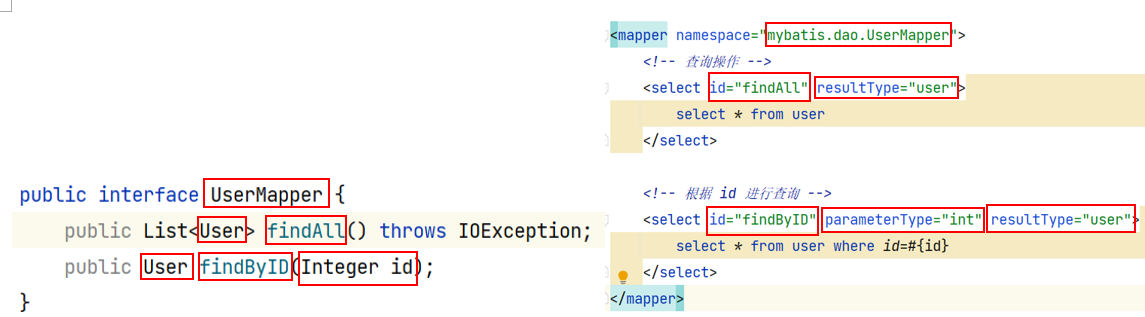 public interface UserMapper {
public List<User> findAll() throws IOException;
public User findByID(Integer id);
}
<mapper namespace="mybatis.dao.UserMapper">
<!-- 查询操作 -->
<select id="findAll" resultType="user">
select * from user
</select>
<!-- 根据 id 进行查询 -->
<select id="findByID" parameterType="int" resultType="user">
select * from user where id=#{id}
</select>
</mapper>